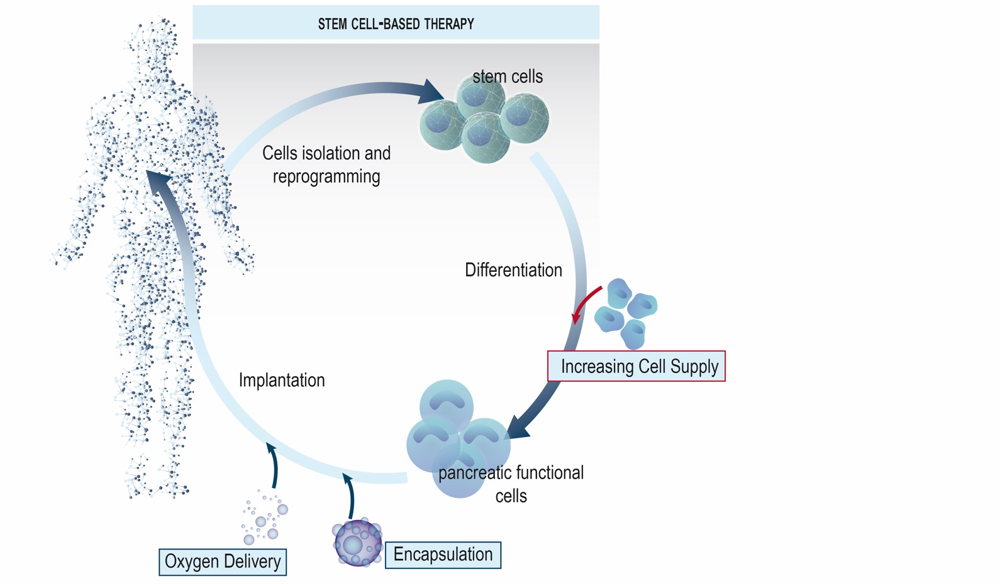 STEM CELL-BASED THERAPY
stem cells
Cells isolation and
reprogramming
Differentiation
Increasing Cell Supply
Implantation
pancreatic functional
cells
Encapsulation
Oxygen Delivery